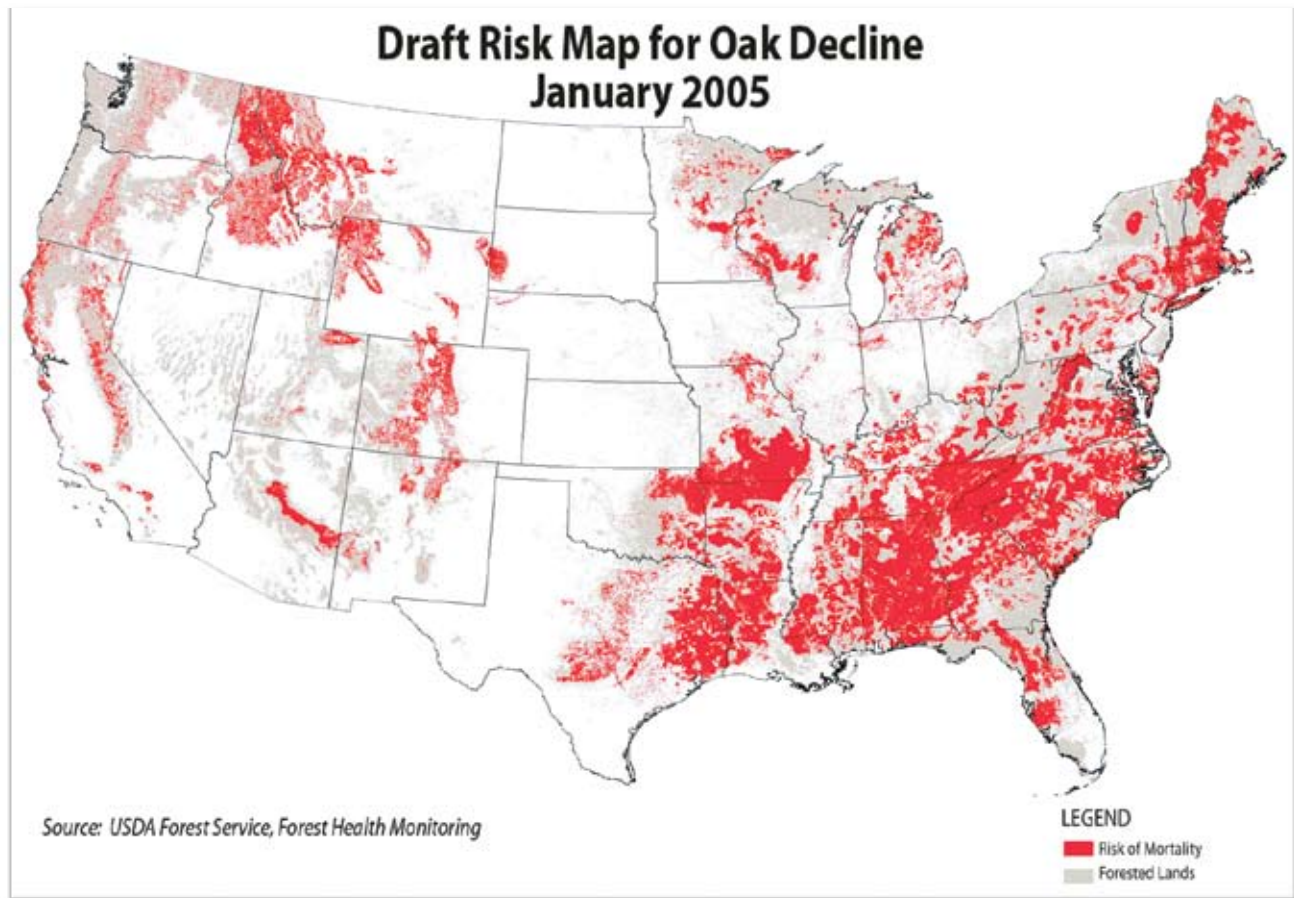 Draft Risk Map for Oak Decline
January 2005
Source: USDA Forest Service, Forest Health Monitoring
LEGEND
Risk of Mortality
Forested Lands